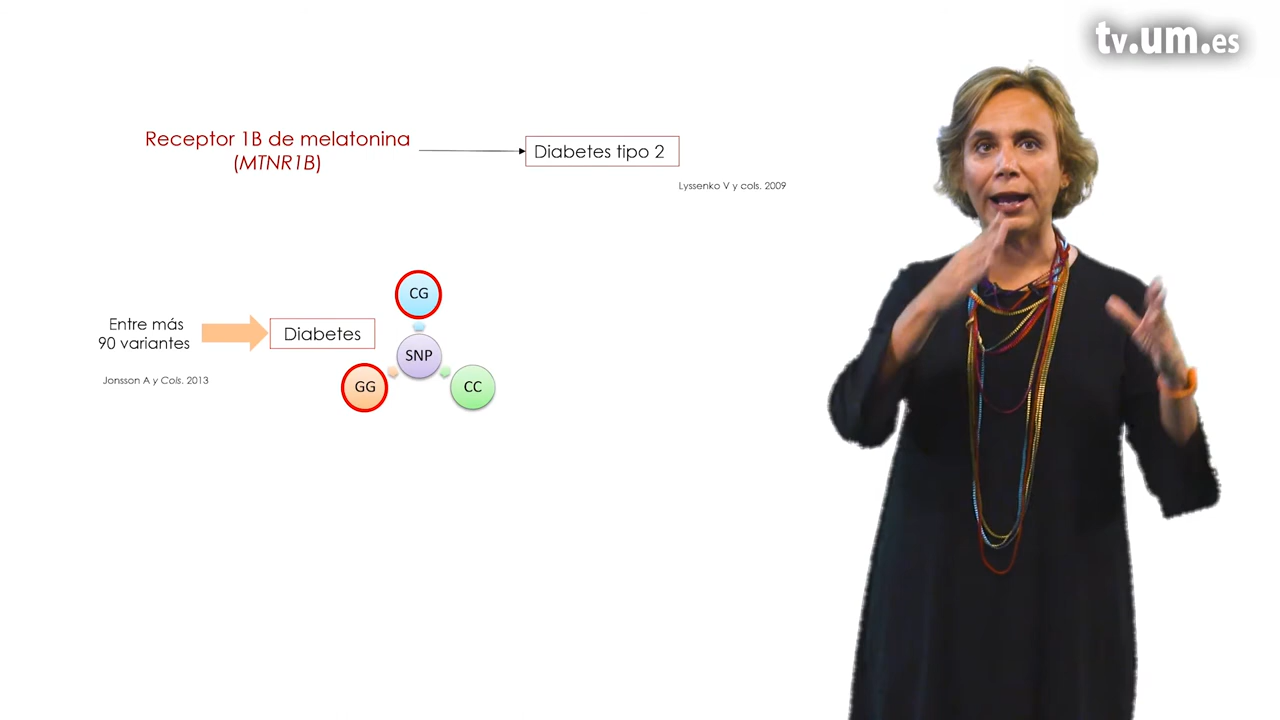 tv.um.es
Receptor 1B de melatonina
(MTNR1B)
Diabetes tipo 2
Lyssenko V y cols. 2009
Entre más
90 variantes
Diabetes
Jonsson A y Cols. 2013
CG
SNP
GG
CC